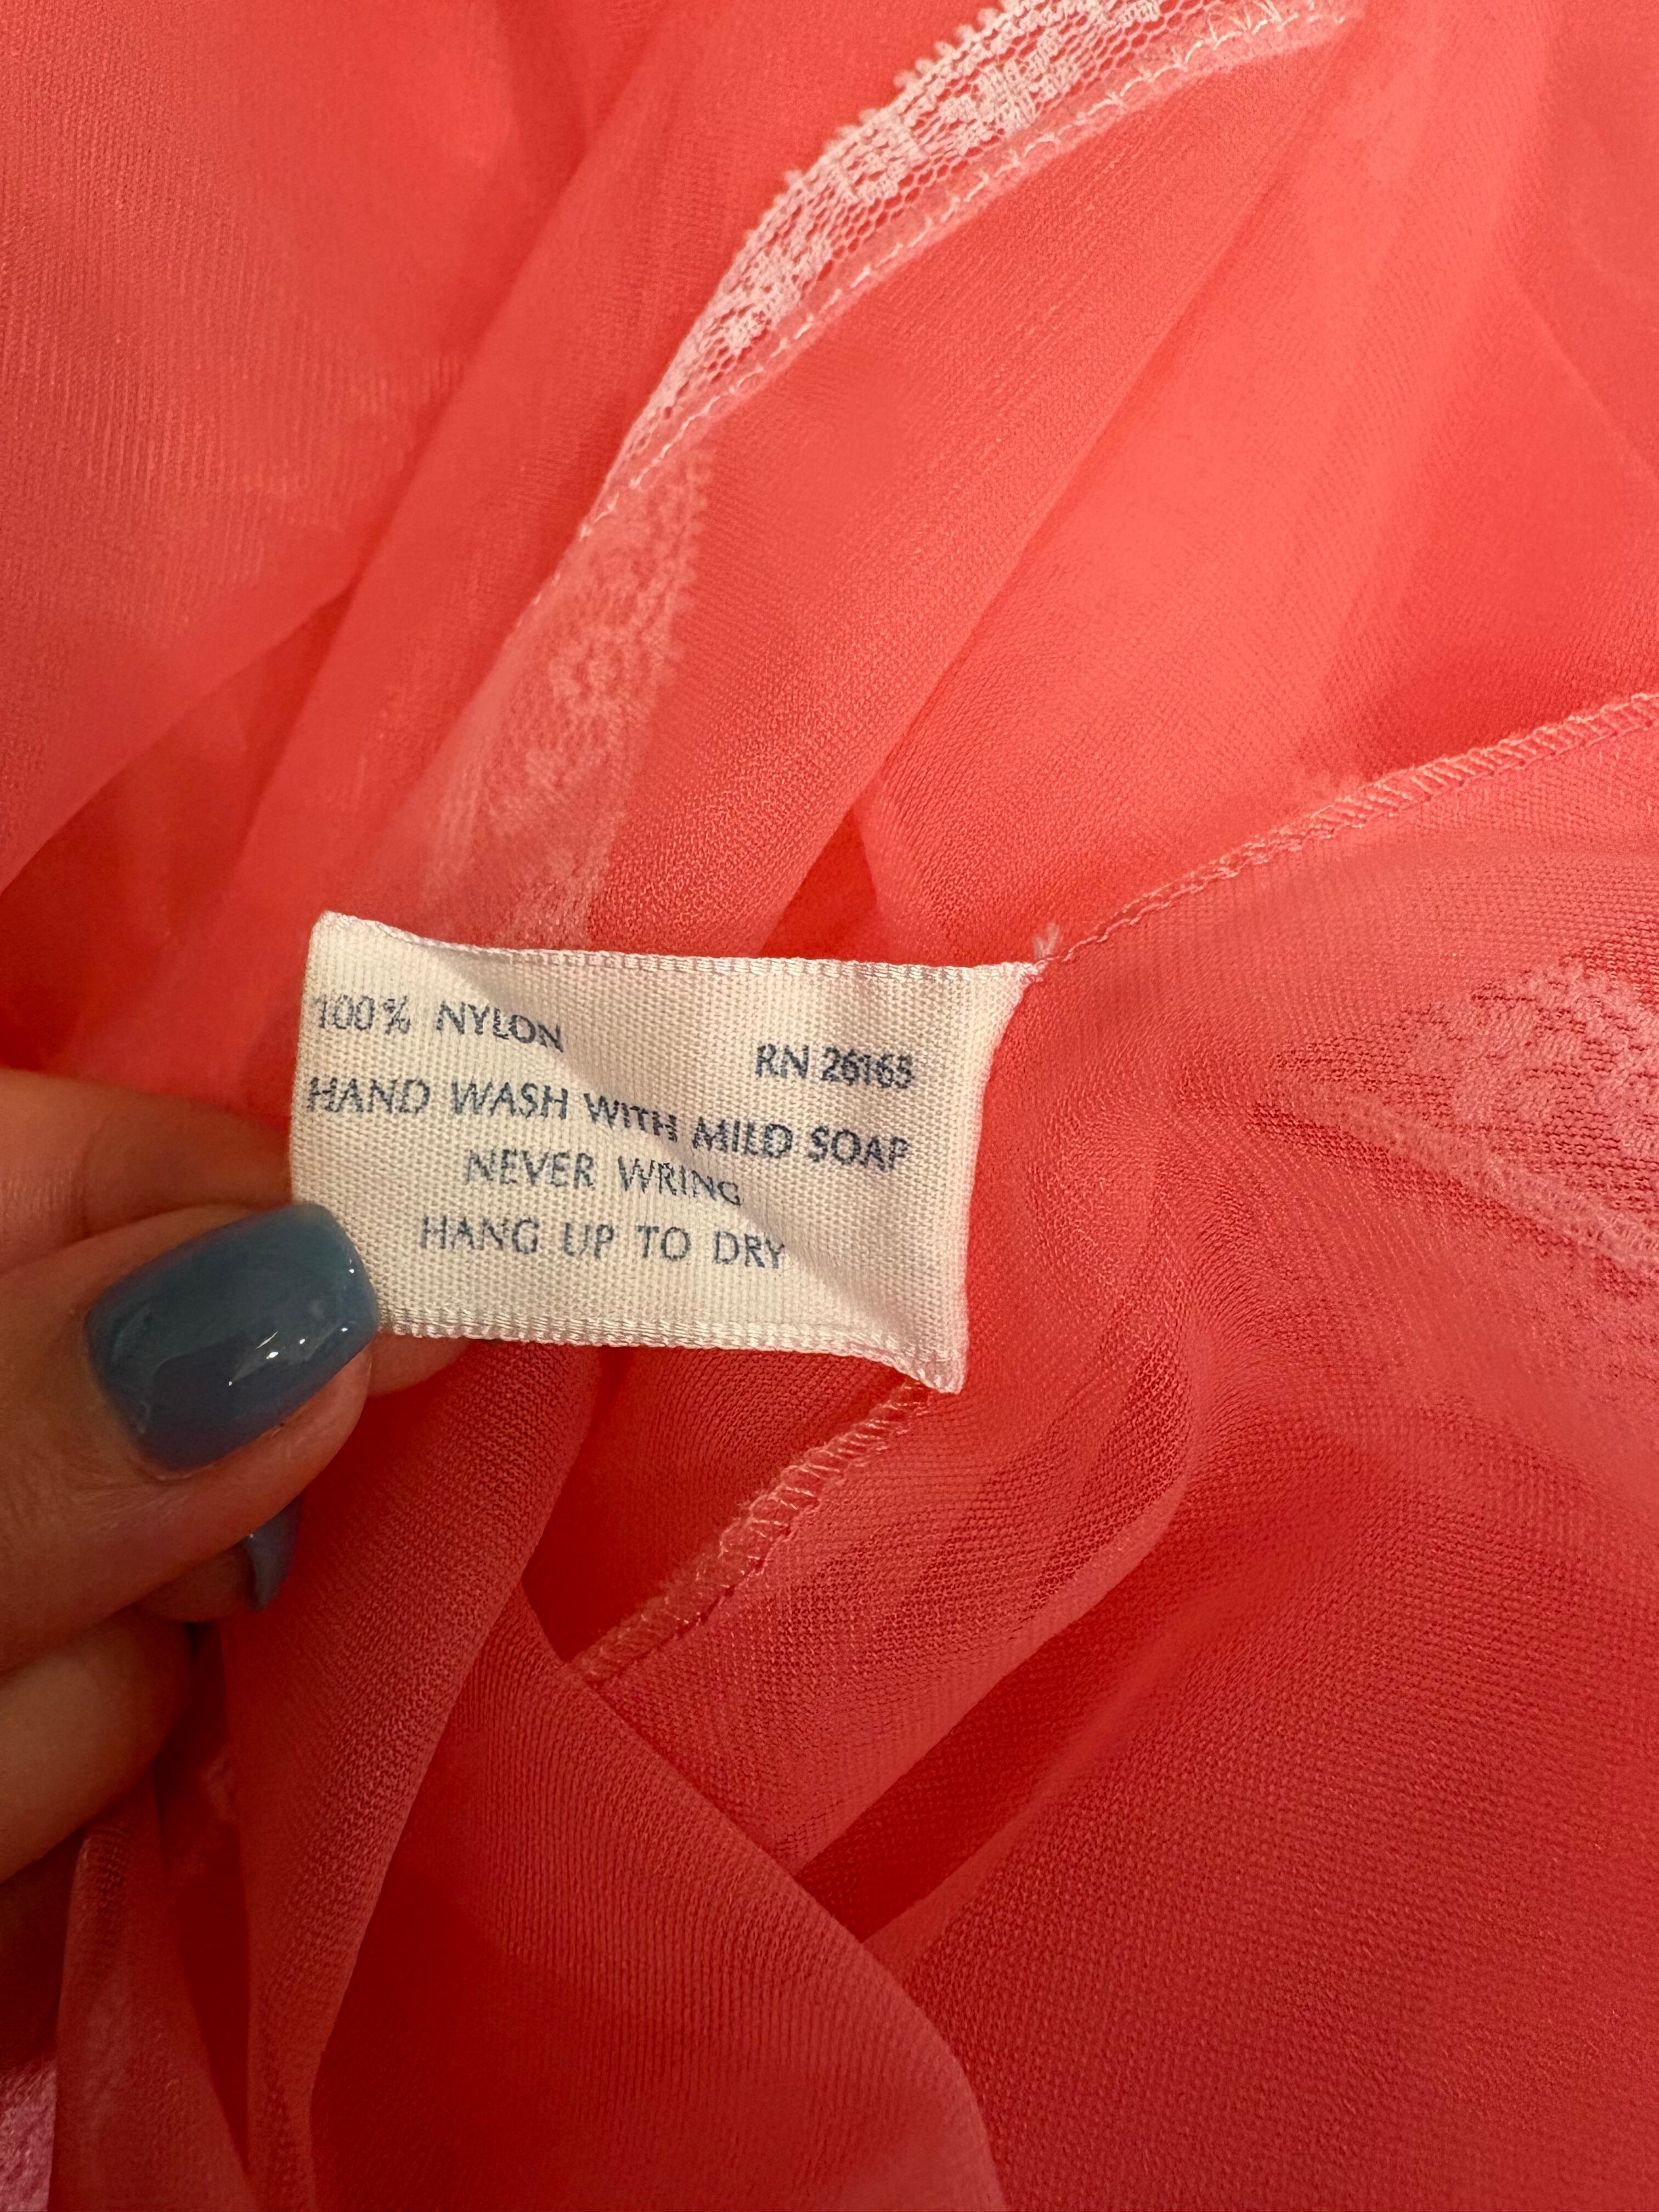 100% NYLON
RN 26165
HAND WASH WITH MILD SOAP
NEVER WRING
HANG UP TO DRY